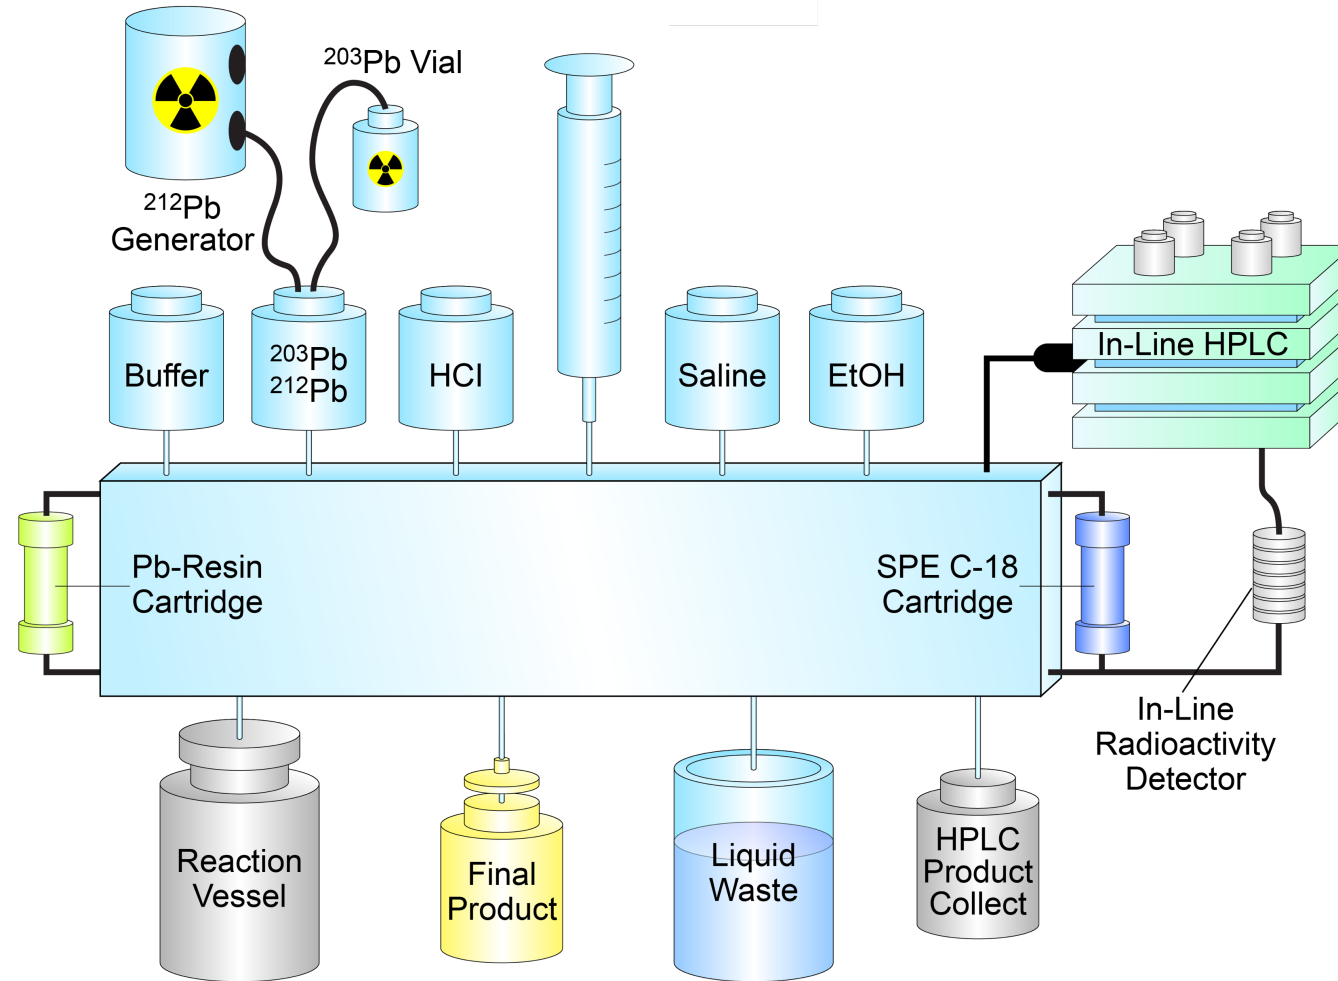 ²⁰³Pb Vial
²¹²Pb
Generator
Buffer
²⁰³Pb
²¹²Pb
HCl
Saline
EtOH
In-Line HPLC
Pb-Resin
Cartridge
SPE C-18
Cartridge
In-Line
Radioactivity
Detector
Reaction
Vessel
Final
Product
Liquid
Waste
HPLC
Product
Collect